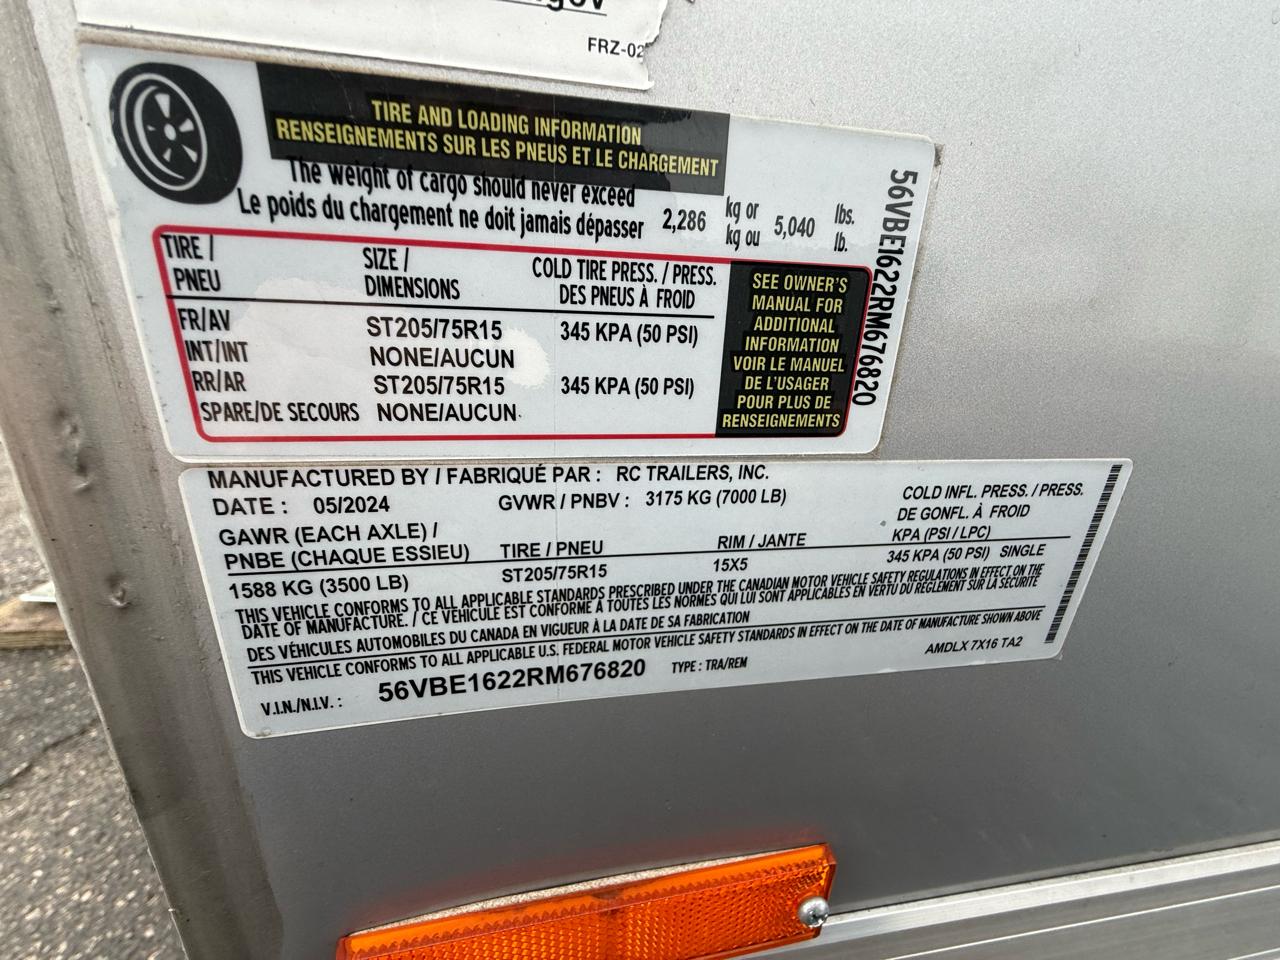 FRZ-02
TIRE AND LOADING INFORMATION
RENSEIGNEMENTS SUR LES PNEUS ET LE CHARGEMENT
The weight of cargo should never exceed
Le poids du chargement ne doit jamais dépasser 2,286 kg or kg ou 5,040 lbs. lb.
TIRE / PNEU SIZE / DIMENSIONS COLD TIRE PRESS. / PRESS. DES PNEUS À FROID
FR/AV ST205/75R15 345 KPA (50 PSI)
INT/INT NONE/AUCUN
RR/AR ST205/75R15 345 KPA (50 PSI)
SPARE/DE SECOURS NONE/AUCUN
SEE OWNER'S
MANUAL FOR
ADDITIONAL
INFORMATION
VOIR LE MANUEL
DE L'USAGER
POUR PLUS DE
RENSEIGNEMENTS
56VBE1622RM676820
MANUFACTURED BY / FABRIQUÉ PAR : RC TRAILERS, INC.
DATE : 05/2024 GVWR / PNBV : 3175 KG (7000 LB)
GAWR (EACH AXLE) /
PNBE (CHAQUE ESSIEU) TIRE / PNEU RIM / JANTE
COLD INFL. PRESS. / PRESS.
DE GONFL. À FROID
KPA (PSI / LPC)
1588 KG (3500 LB) ST205/75R15 15X5 345 KPA (50 PSI) SINGLE
THIS VEHICLE CONFORMS TO ALL APPLICABLE STANDARDS PRESCRIBED UNDER THE CANADIAN MOTOR VEHICLE SAFETY REGULATIONS IN EFFECT ON THE
DATE OF MANUFACTURE. / CE VÉHICULE EST CONFORME À TOUTES LES NORMES QUI LUI SONT APPLICABLES EN VERTU DU RÈGLEMENT SUR LA SÉCURITÉ
DES VÉHICULES AUTOMOBILES DU CANADA EN VIGUEUR À LA DATE DE SA FABRICATION
THIS VEHICLE CONFORMS TO ALL APPLICABLE U.S. FEDERAL MOTOR VEHICLE SAFETY STANDARDS IN EFFECT ON THE DATE OF MANUFACTURE SHOWN ABOVE
V.I.N./N.I.V. : 56VBE1622RM676820 TYPE : TRA/REM AMDLX 7X16 TA2